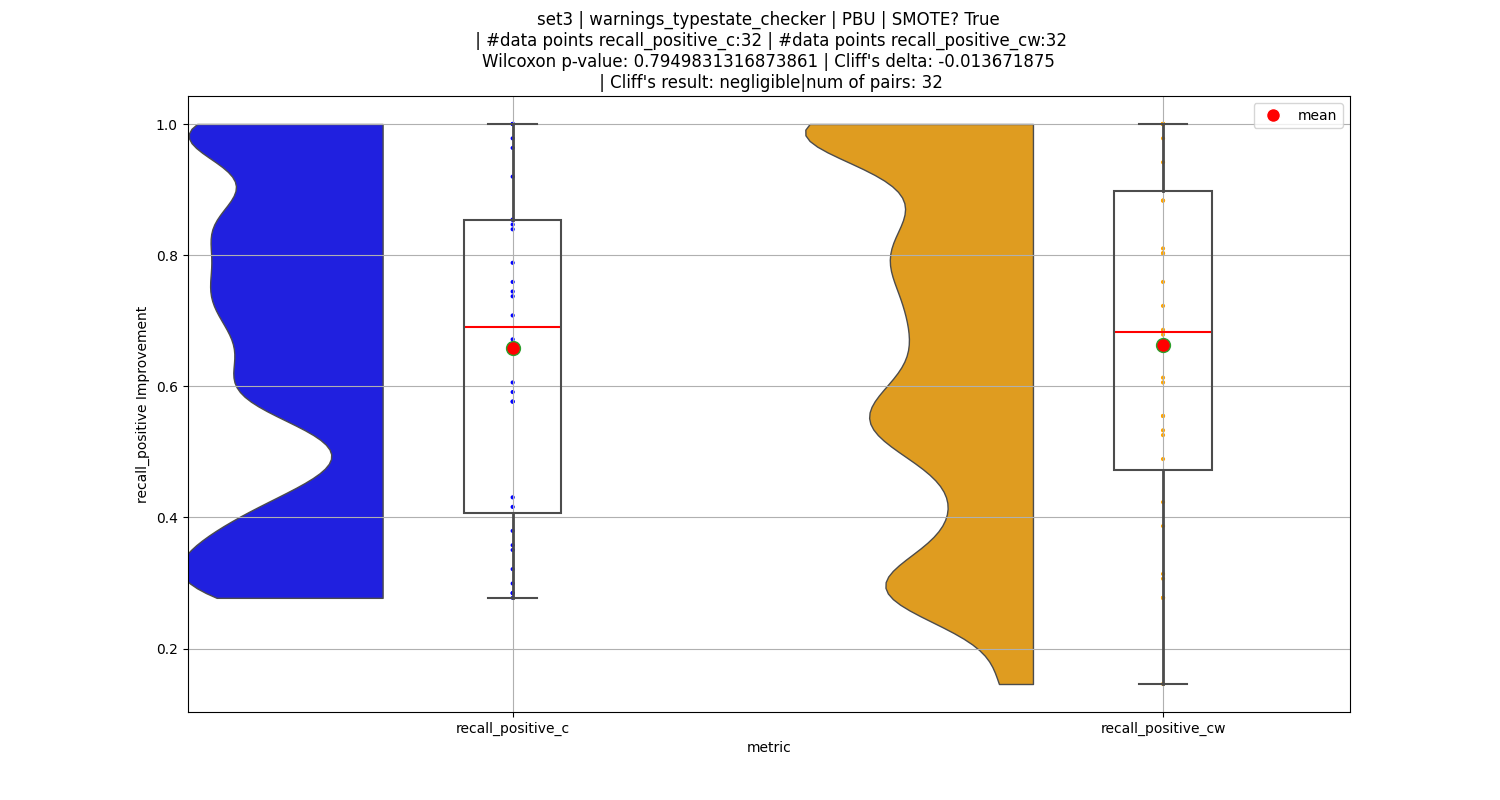 set3 | warnings_typestate_checker | PBU | SMOTE? True
| #data points recall_positive_c:32 | #data points recall_positive_cw:32
Wilcoxon p-value: 0.7949831316873861 | Cliff's delta: -0.013671875
| Cliff's result: negligible|num of pairs: 32
mean
1.0
0.8
0.6
0.4
0.2
recall_positive Improvement
recall_positive_c
recall_positive_cw
metric